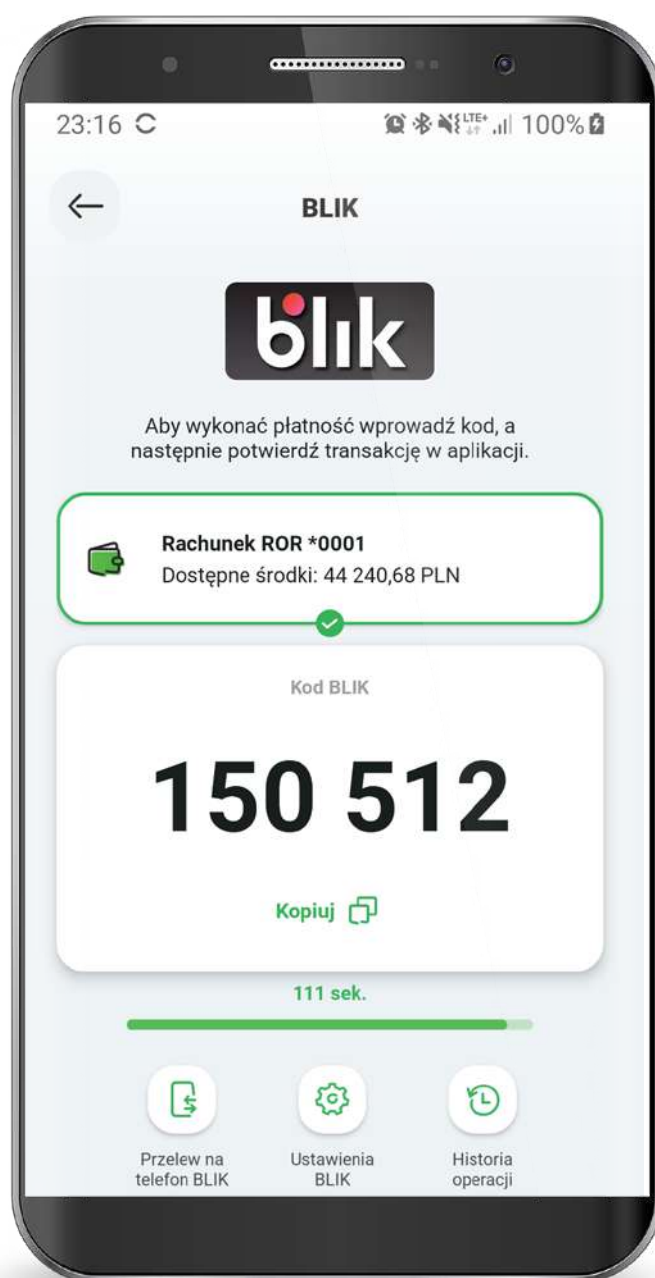 23:16
LTE+
100%
BLIK
blik
Aby wykonać płatność wprowadź kod, a
następnie potwierdź transakcję w aplikacji.
Rachunek ROR *0001
Dostępne środki: 44 240,68 PLN
Kod BLIK
150 512
Kopiuj
111 sek.
Przelew na
telefon BLIK
Ustawienia
BLIK
Historia
operacji